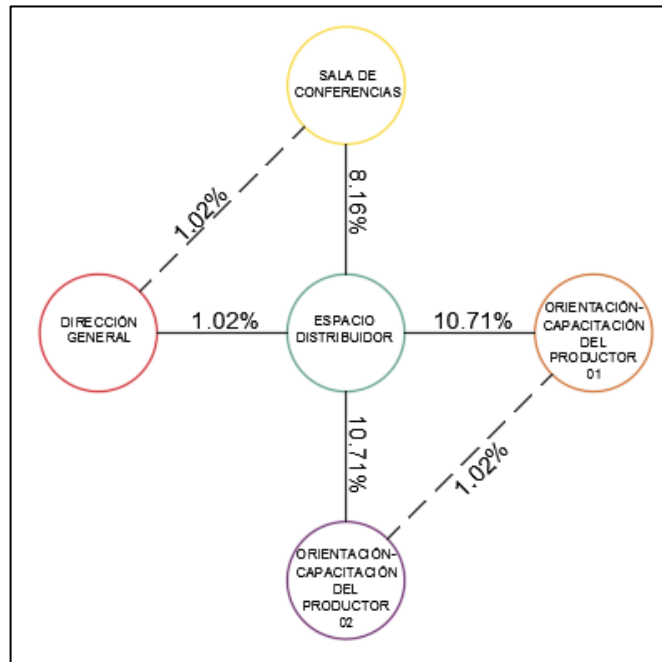 SALA DE
CONFERENCIAS
1.02%
8.16%
DIRECCIÓN
GENERAL
1.02%
ESPACIO
DISTRIBUIDOR
10.71%
ORIENTACIÓN-
CAPACITACIÓN
DEL
PRODUCTOR
01
10.71%
1.02%
ORIENTACIÓN-
CAPACITACIÓN
DEL
PRODUCTOR
02